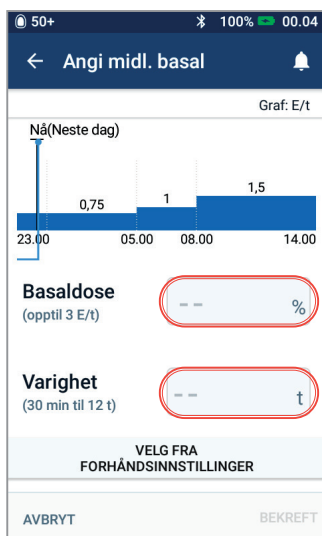 50+ 100% 00.04
Angi midl. basal
Graf: E/t
Nå(Neste dag)
0,75 1 1,5
23.00 05.00 08.00 14.00
Basaldose
(opptil 3 E/t)
-- %
Varighet
(30 min til 12 t)
-- t
VELG FRA
FORHÅNDSINNSTILLINGER
AVBRYT BEKREFT